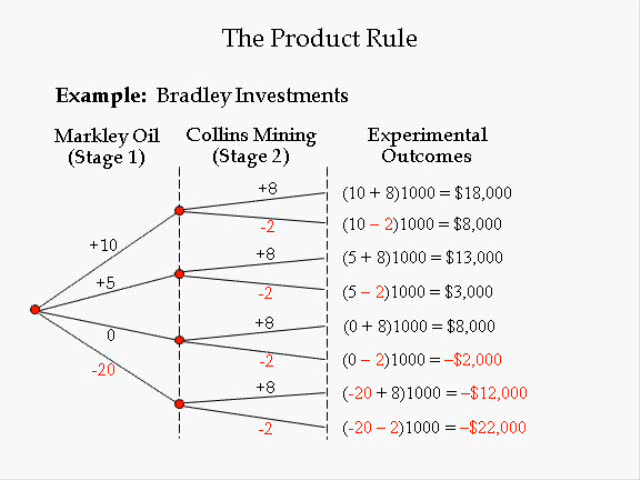 The Product Rule
Example: Bradley Investments
Markley Oil
(Stage 1)
Collins Mining
(Stage 2)
Experimental
Outcomes
+10
+5
0
-20
+8
-2
+8
-2
+8
-2
+8
-2
(10 + 8)1000 = $18,000
(10 – 2)1000 = $8,000
(5 + 8)1000 = $13,000
(5 – 2)1000 = $3,000
(0 + 8)1000 = $8,000
(0 – 2)1000 = –$2,000
(-20 + 8)1000 = –$12,000
(-20 – 2)1000 = –$22,000